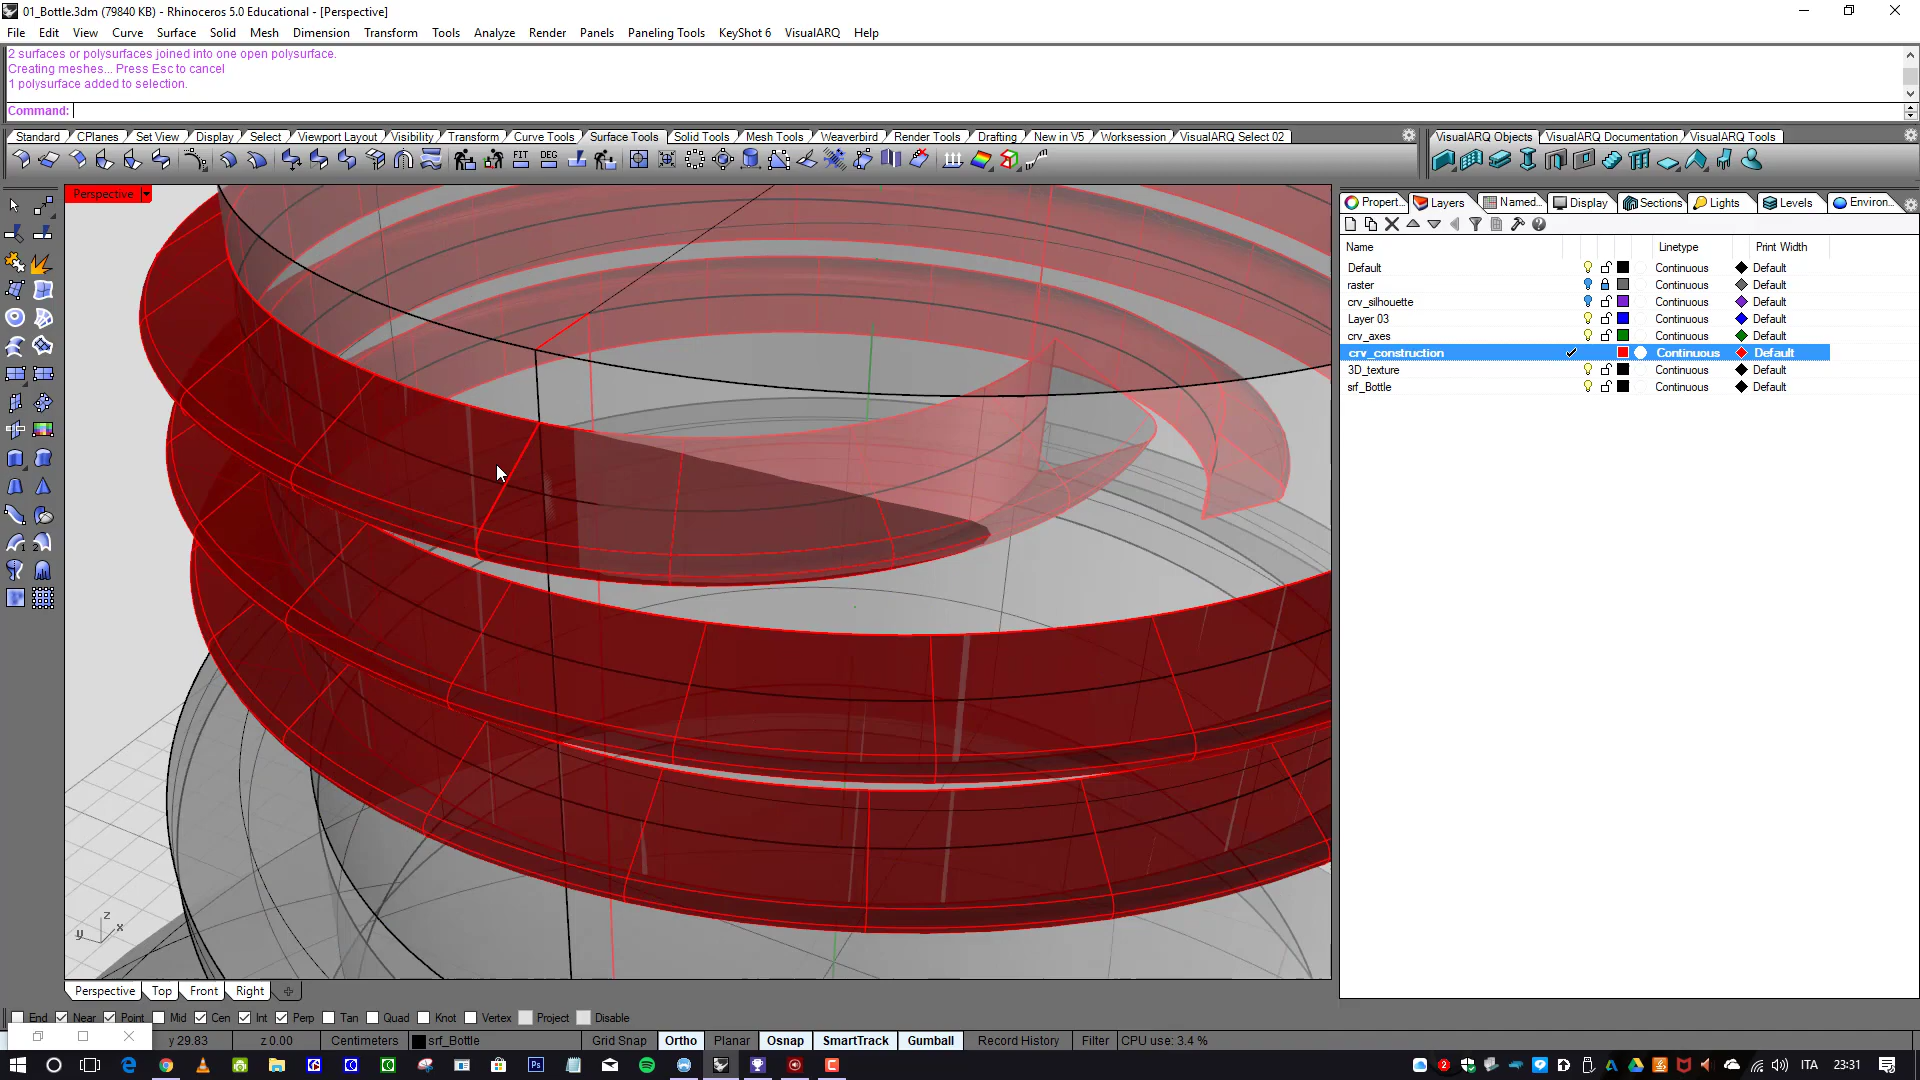 01_Bottle.3dm (79840 KB) - Rhinoceros 5.0 Educational - [Perspective]
File Edit View Curve Surface Solid Mesh Dimension Transform Tools Analyze Render Panels Paneling Tools KeyShot 6 VisualARQ Help
2 surfaces or polysurfaces joined into one open polysurface.
Creating meshes... Press Esc to cancel
1 polysurface added to selection.
Command:
Standard CPlanes Set View Display Select Viewport Layout Visibility Transform Curve Tools Surface Tools Solid Tools Mesh Tools Weaverbird Render Tools Drafting New in V5 Worksession VisualARQ Select 02
VisualARQ Objects VisualARQ Documentation VisualARQ Tools
FIT DEG
Perspective
Propert... Layers Named... Display Sections Lights Levels Environ...
Name Linetype Print Width
Default Continuous Default
raster Continuous Default
crv_silhouette Continuous Default
Layer 03 Continuous Default
crv_axes Continuous Default
crv_construction Continuous Default
3D_texture Continuous Default
srf_Bottle Continuous Default
z
y x
Perspective Top Front Right
End Near Point Mid Cen Int Perp Tan Quad Knot Vertex Project Disable
y 29.83 z 0.00 Centimeters srf_Bottle Grid Snap Ortho Planar Osnap SmartTrack Gumball Record History Filter CPU use: 3.4 %
Ps
2
ITA 23:31